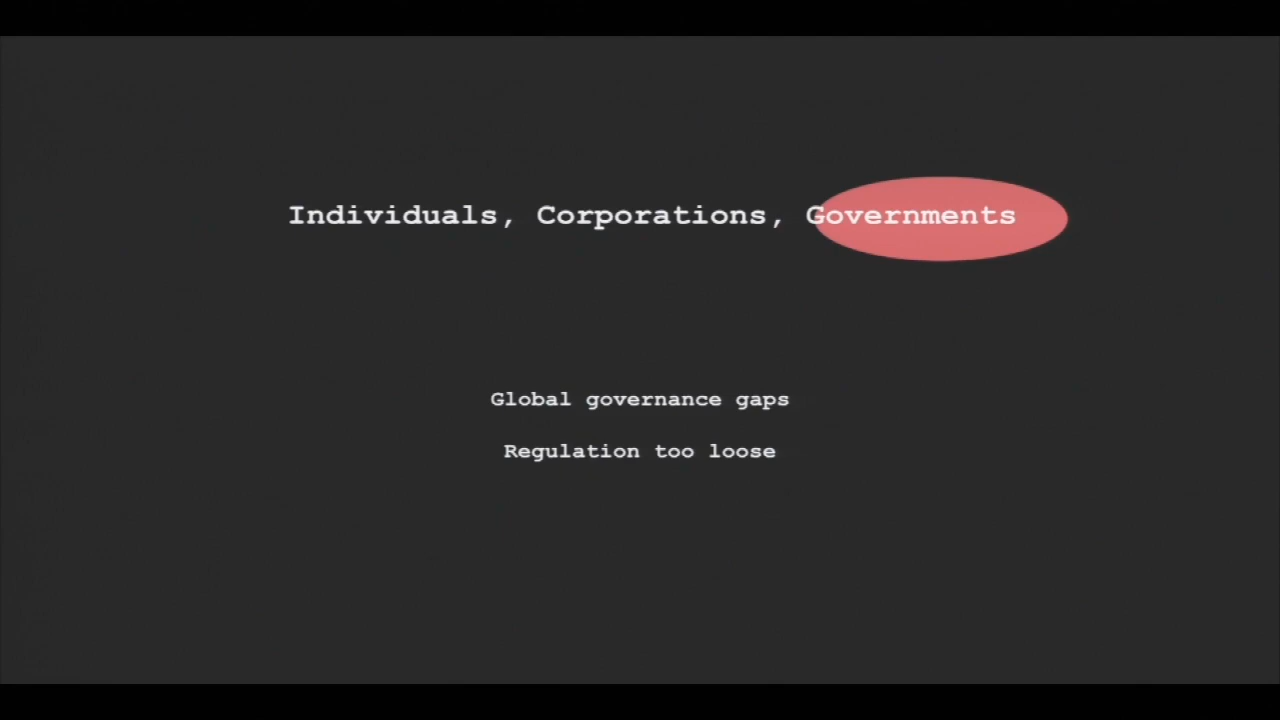 Individuals, Corporations, Governments
Global governance gaps
Regulation too loose